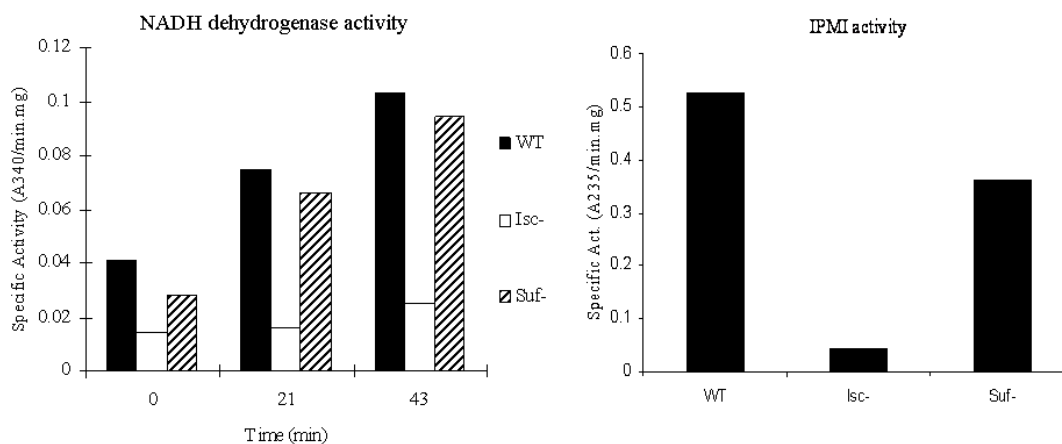 NADH dehydrogenase activity
0.12
0.1
0.08
0.06
0.04
0.02
0
Specific Activity (A340/min.mg)
0 21 43
Time (min)
WT
Isc-
Suf-
IPMI activity
0.6
0.5
0.4
0.3
0.2
0.1
0
Specific Act. (A235/min.mg)
WT Isc- Suf-